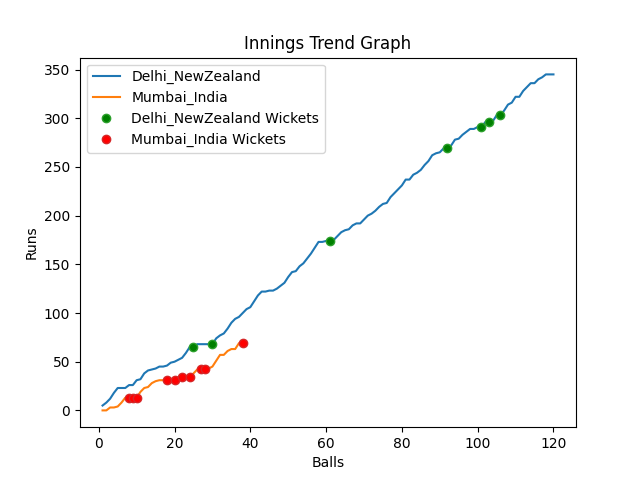 Innings Trend Graph
Delhi_NewZealand
Mumbai_India
Delhi_NewZealand Wickets
Mumbai_India Wickets
350
300
250
200
150
100
50
0
Runs
0 20 40 60 80 100 120
Balls